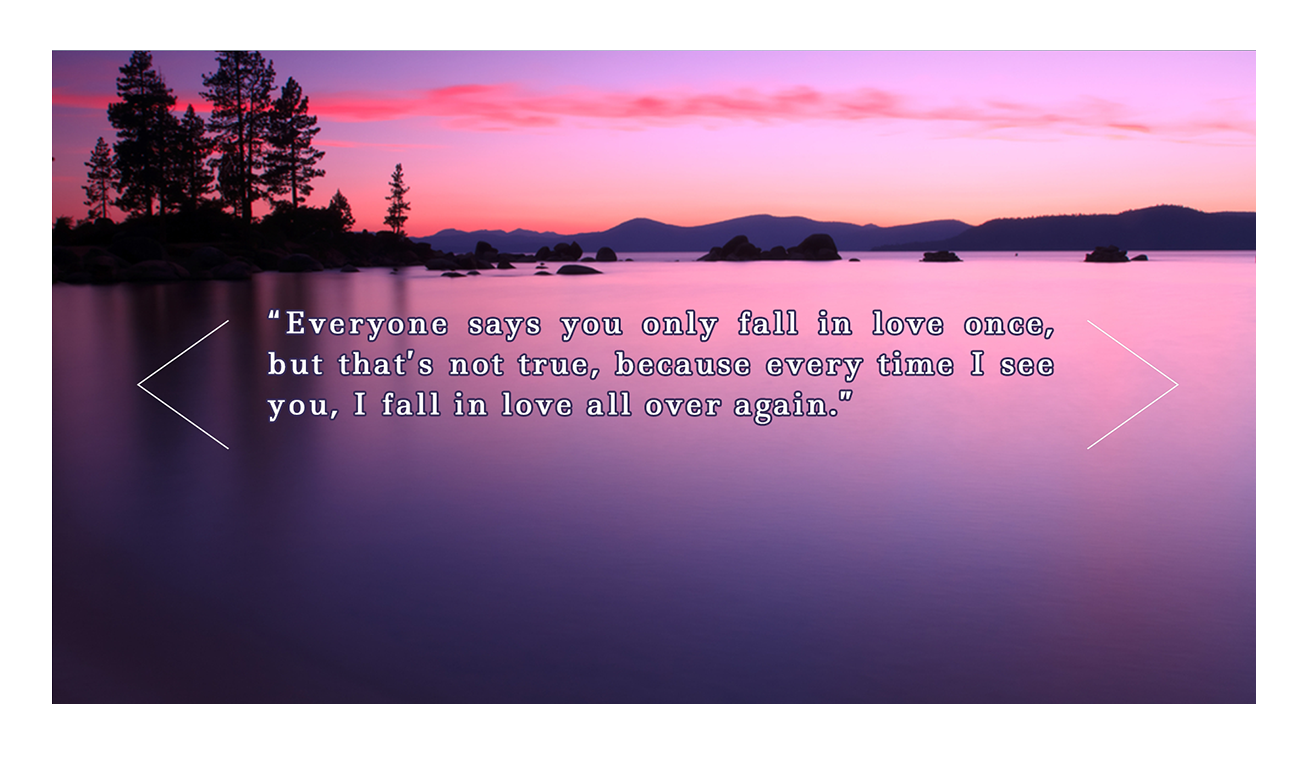 “Everyone says you only fall in love once,
but that's not true, because every time I see
you, I fall in love all over again.”